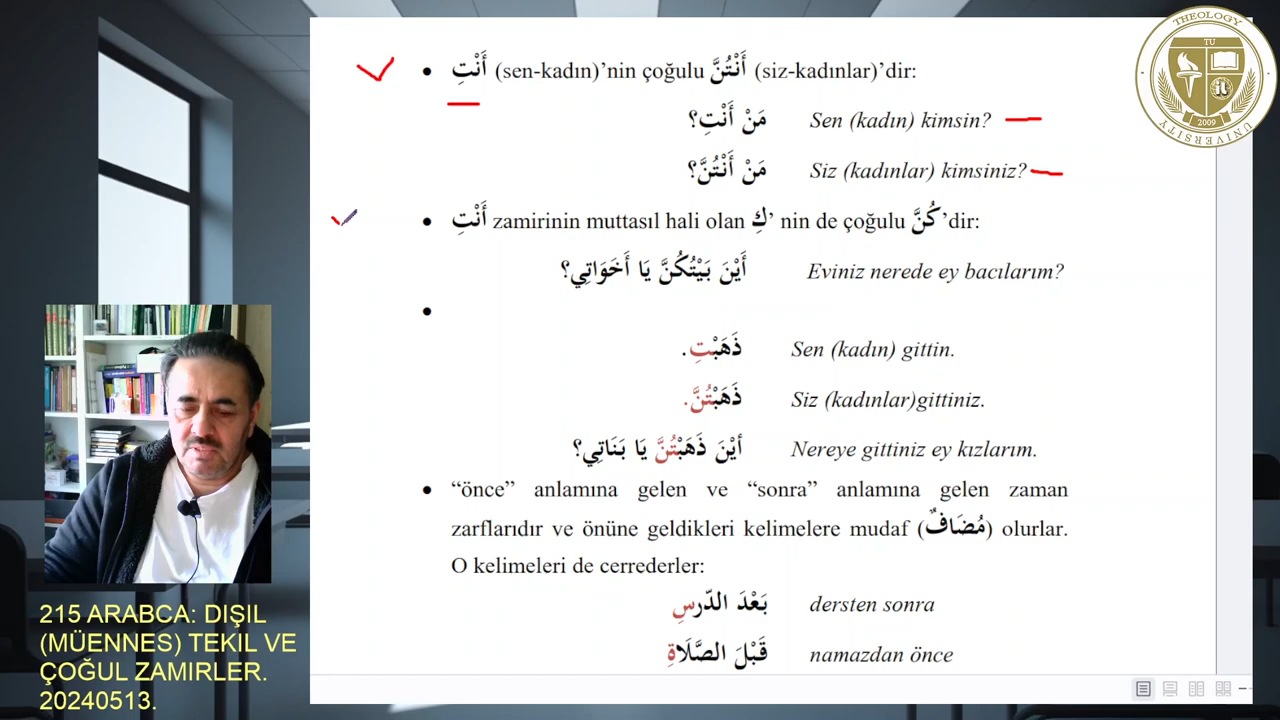 • أَنْتِ (sen-kadın)’nin çoğulu أَنْتُنَّ (siz-kadınlar)’dir:
مَنْ أَنْتِ؟ Sen (kadın) kimsin?
مَنْ أَنْتُنَّ؟ Siz (kadınlar) kimsiniz?
• أَنْتِ zamirinin muttasıl hali olan كِ’ nin de çoğulu كُنَّ’dir:
أَيْنَ بَيْتُكُنَّ يَا أَخَوَاتِي؟ Eviniz nerede ey bacılarım?
•
ذَهَبْتِ. Sen (kadın) gittin.
ذَهَبْتُنَّ. Siz (kadınlar)gittiniz.
أيْنَ ذَهَبْتُنَّ يَا بَنَاتِي؟ Nereye gittiniz ey kızlarım.
• “önce” anlamına gelen ve “sonra” anlamına gelen zaman
zarflarıdır ve önüne geldikleri kelimelere mudaf (مُضَافٌ) olurlar.
O kelimeleri de cerrederler:
بَعْدَ الدّرسِ dersten sonra
قَبْلَ الصَّلَاةِ namazdan önce
215 ARABCA: DIŞIL
(MÜENNES) TEKIL VE
ÇOĞUL ZAMIRLER.
20240513.
THEOLOGY
TU
UNIVERSITY
2009